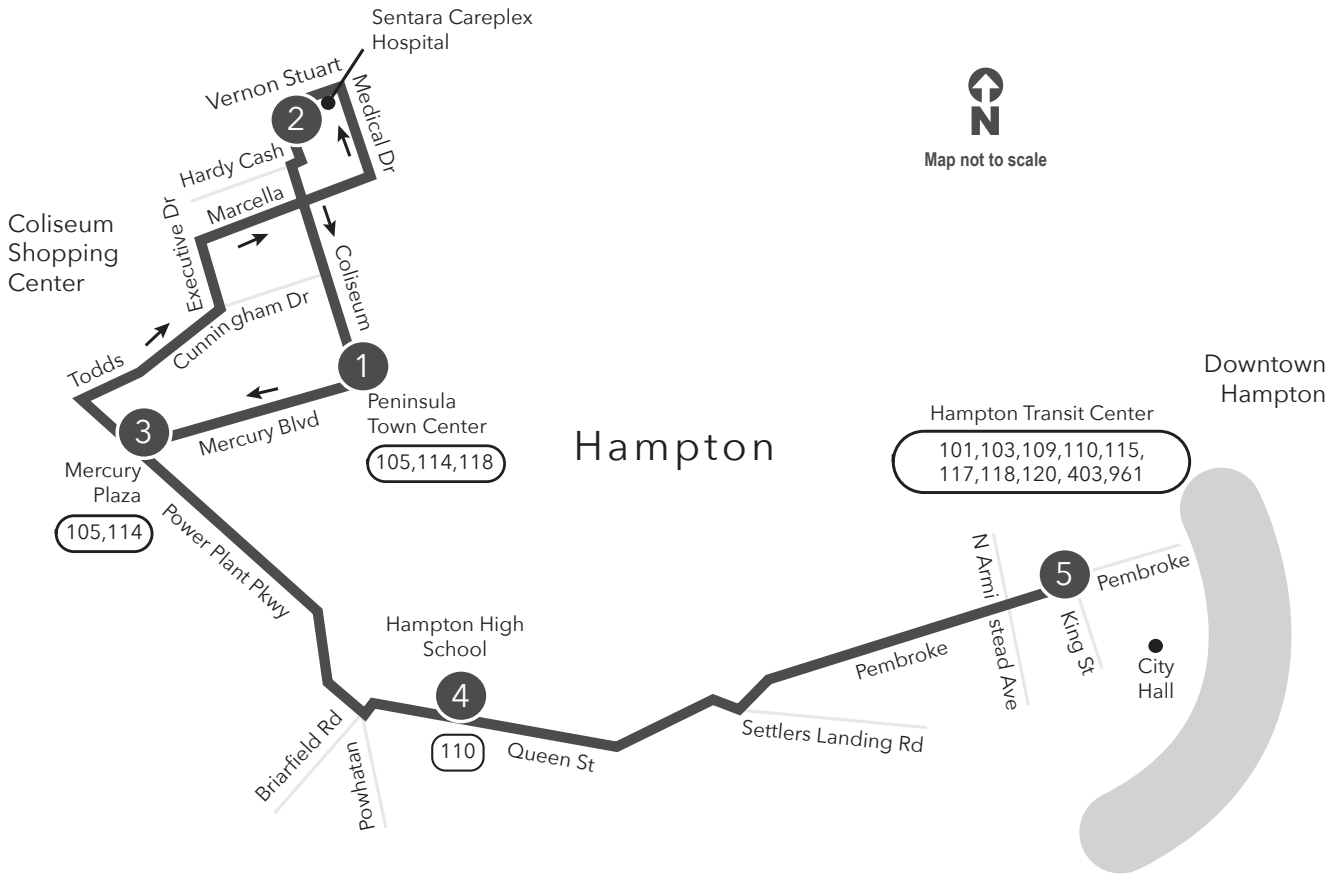 Sentara Careplex
Hospital
Vernon Stuart
Medical Dr
2
Hardy Cash
Marcella
Executive Dr
Coliseum
Shopping
Center
Coliseum
Cunningham Dr
Todds
1
Peninsula
Town Center
105,114,118
Mercury Blvd
3
Mercury
Plaza
105,114
Power Plant Pkwy
N
Map not to scale
Hampton
Downtown
Hampton
Hampton Transit Center
101,103,109,110,115,
117,118,120, 403,961
N Armi stead Ave
5
Pembroke
King St
City
Hall
Pembroke
Hampton High
School
4
110
Queen St
Briarfield Rd
Powhatan
Settlers Landing Rd